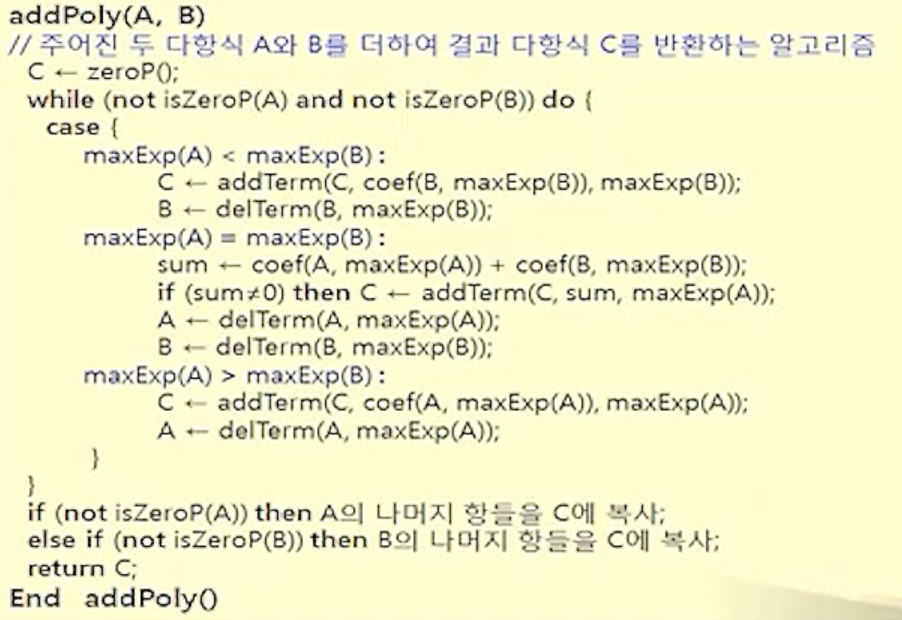 addPoly(A, B)
// 주어진 두 다항식 A와 B를 더하여 결과 다항식 C를 반환하는 알고리즘
C ← zeroP();
while (not isZeroP(A) and not isZeroP(B)) do {
case {
maxExp(A) < maxExp(B) :
C ← addTerm(C, coef(B, maxExp(B)), maxExp(B));
B ← delTerm(B, maxExp(B));
maxExp(A) = maxExp(B) :
sum ← coef(A, maxExp(A)) + coef(B, maxExp(B));
if (sum≠0) then C ← addTerm(C, sum, maxExp(A));
A ← delTerm(A, maxExp(A));
B ← delTerm(B, maxExp(B));
maxExp(A) > maxExp(B) :
C ← addTerm(C, coef(A, maxExp(A)), maxExp(A));
A ← delTerm(A, maxExp(A));
}
}
if (not isZeroP(A)) then A의 나머지 항들을 C에 복사;
else if (not isZeroP(B)) then B의 나머지 항들을 C에 복사;
return C;
End addPoly()